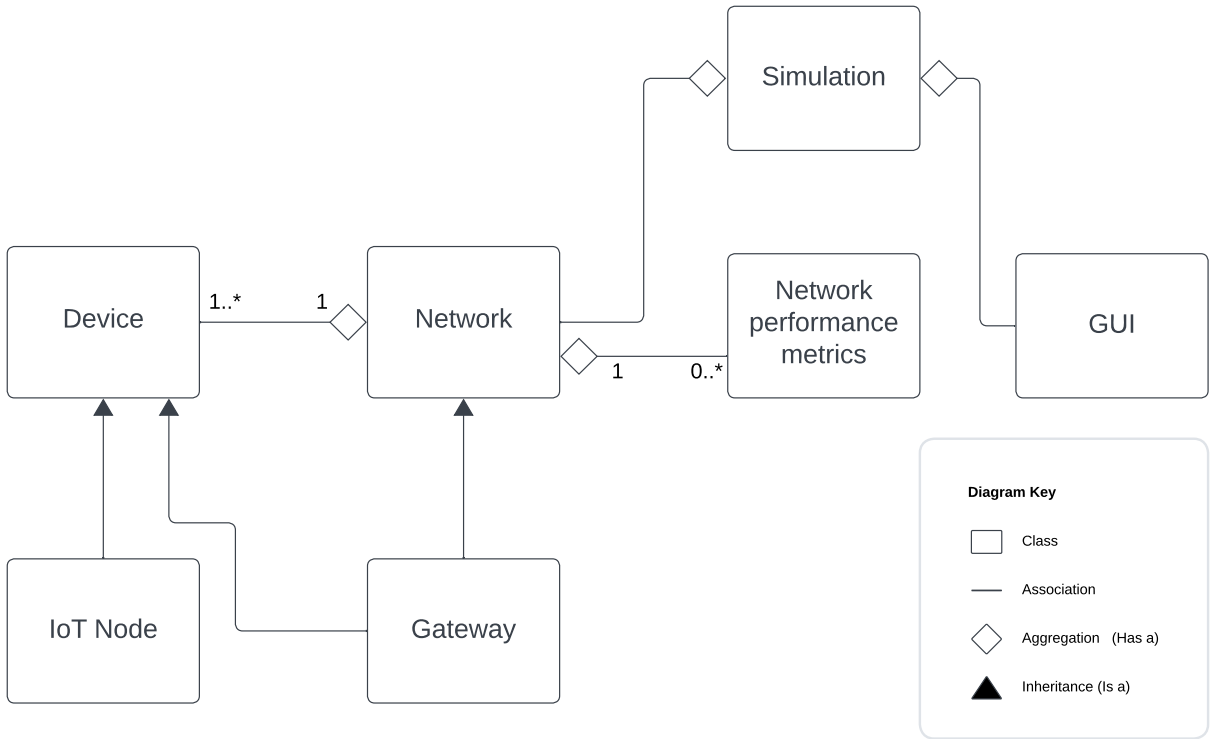 Simulation
Device
1..*
1
Network
Network
performance
metrics
GUI
1
0..*
IoT Node
Gateway
Diagram Key
Class
Association
Aggregation (Has a)
Inheritance (Is a)